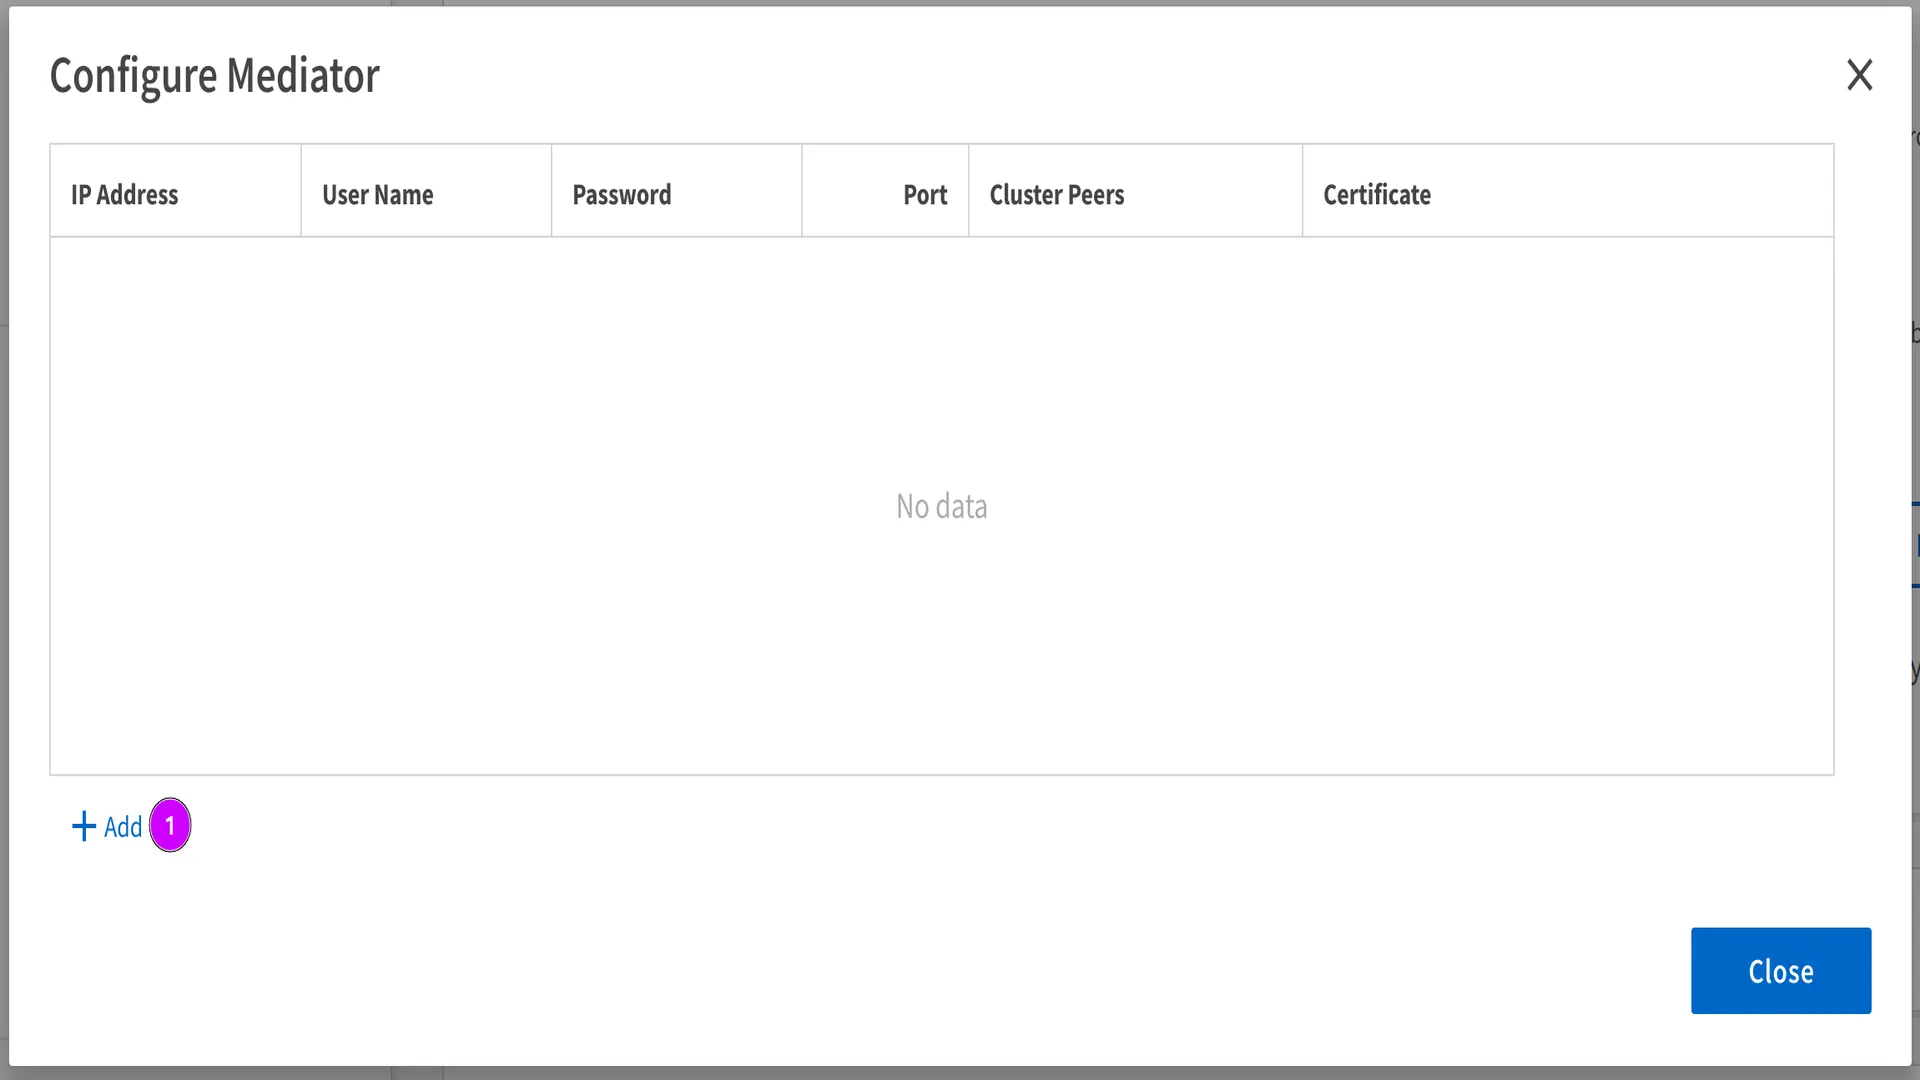 Configure Mediator
IP Address User Name Password Port Cluster Peers Certificate
No data
Add 1
Close